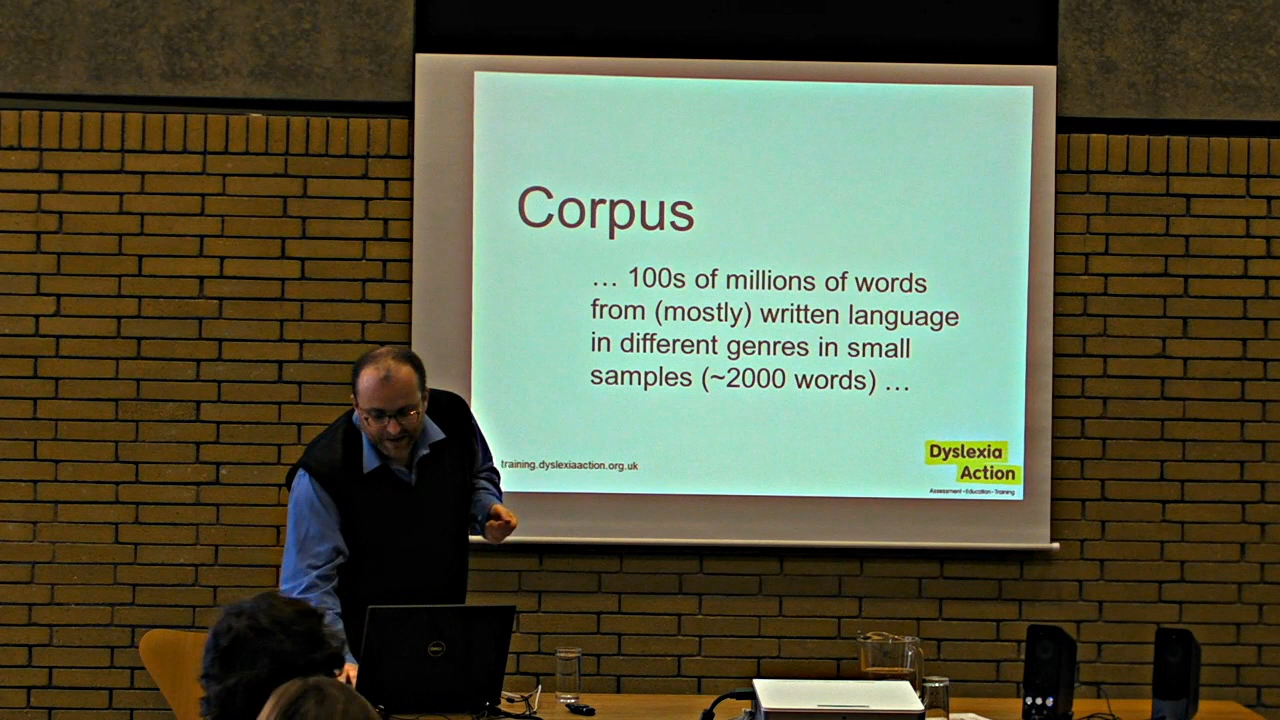 Corpus
… 100s of millions of words
from (mostly) written language
in different genres in small
samples (~2000 words) …
training.dyslexiaaction.org.uk
Dyslexia
Action
Assessment • Education • Training
DELL